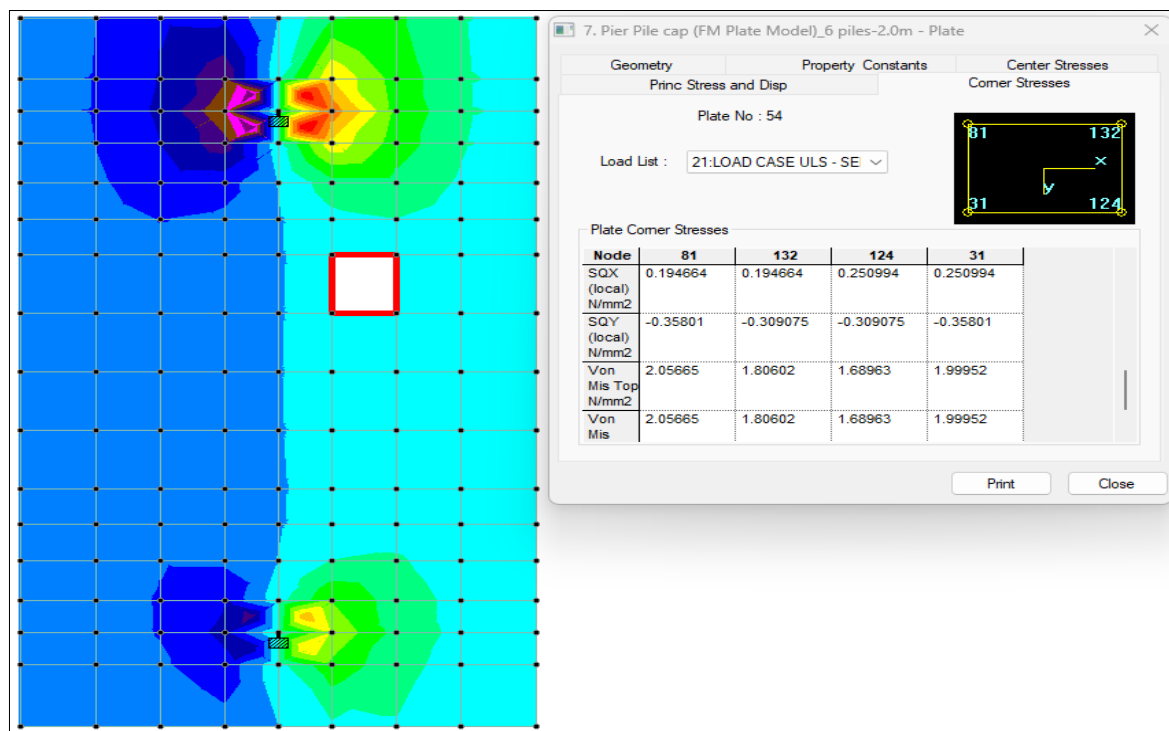 7. Pier Pile cap (FM Plate Model)_6 piles-2.0m - Plate
Geometry Property Constants Center Stresses
Princ Stress and Disp Corner Stresses
Plate No : 54
Load List : 21:LOAD CASE ULS - SE
81 132
x
y
31 124
Plate Corner Stresses
Node 81 132 124 31
SQX 0.194664 0.194664 0.250994 0.250994
(local)
N/mm2
SQY -0.35801 -0.309075 -0.309075 -0.35801
(local)
N/mm2
Von 2.05665 1.80602 1.68963 1.99952
Mis Top
N/mm2
Von 2.05665 1.80602 1.68963 1.99952
Mis
Print Close